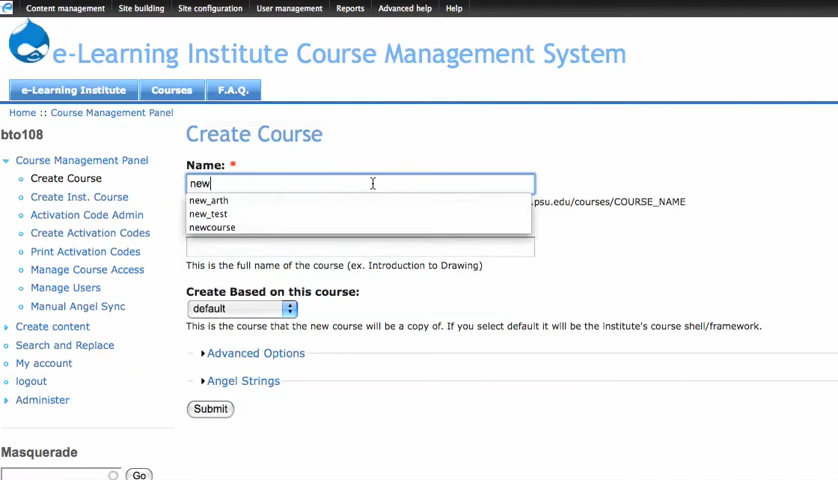 Content management Site building Site configuration User management Reports Advanced help Help
e-Learning Institute Course Management System
e-Learning Institute Courses F.A.Q.
Home :: Course Management Panel
bto108
Course Management Panel
Create Course
Create Inst. Course
Activation Code Admin
Create Activation Codes
Print Activation Codes
Manage Course Access
Manage Users
Manual Angel Sync
Create content
Search and Replace
My account
logout
Administer
Masquerade
Go
Create Course
Name: *
new
new_arth
new_test
newcourse
.psu.edu/courses/COURSE_NAME
This is the full name of the course (ex. Introduction to Drawing)
Create Based on this course:
default
This is the course that the new course will be a copy of. If you select default it will be the institute's course shell/framework.
Advanced Options
Angel Strings
Submit